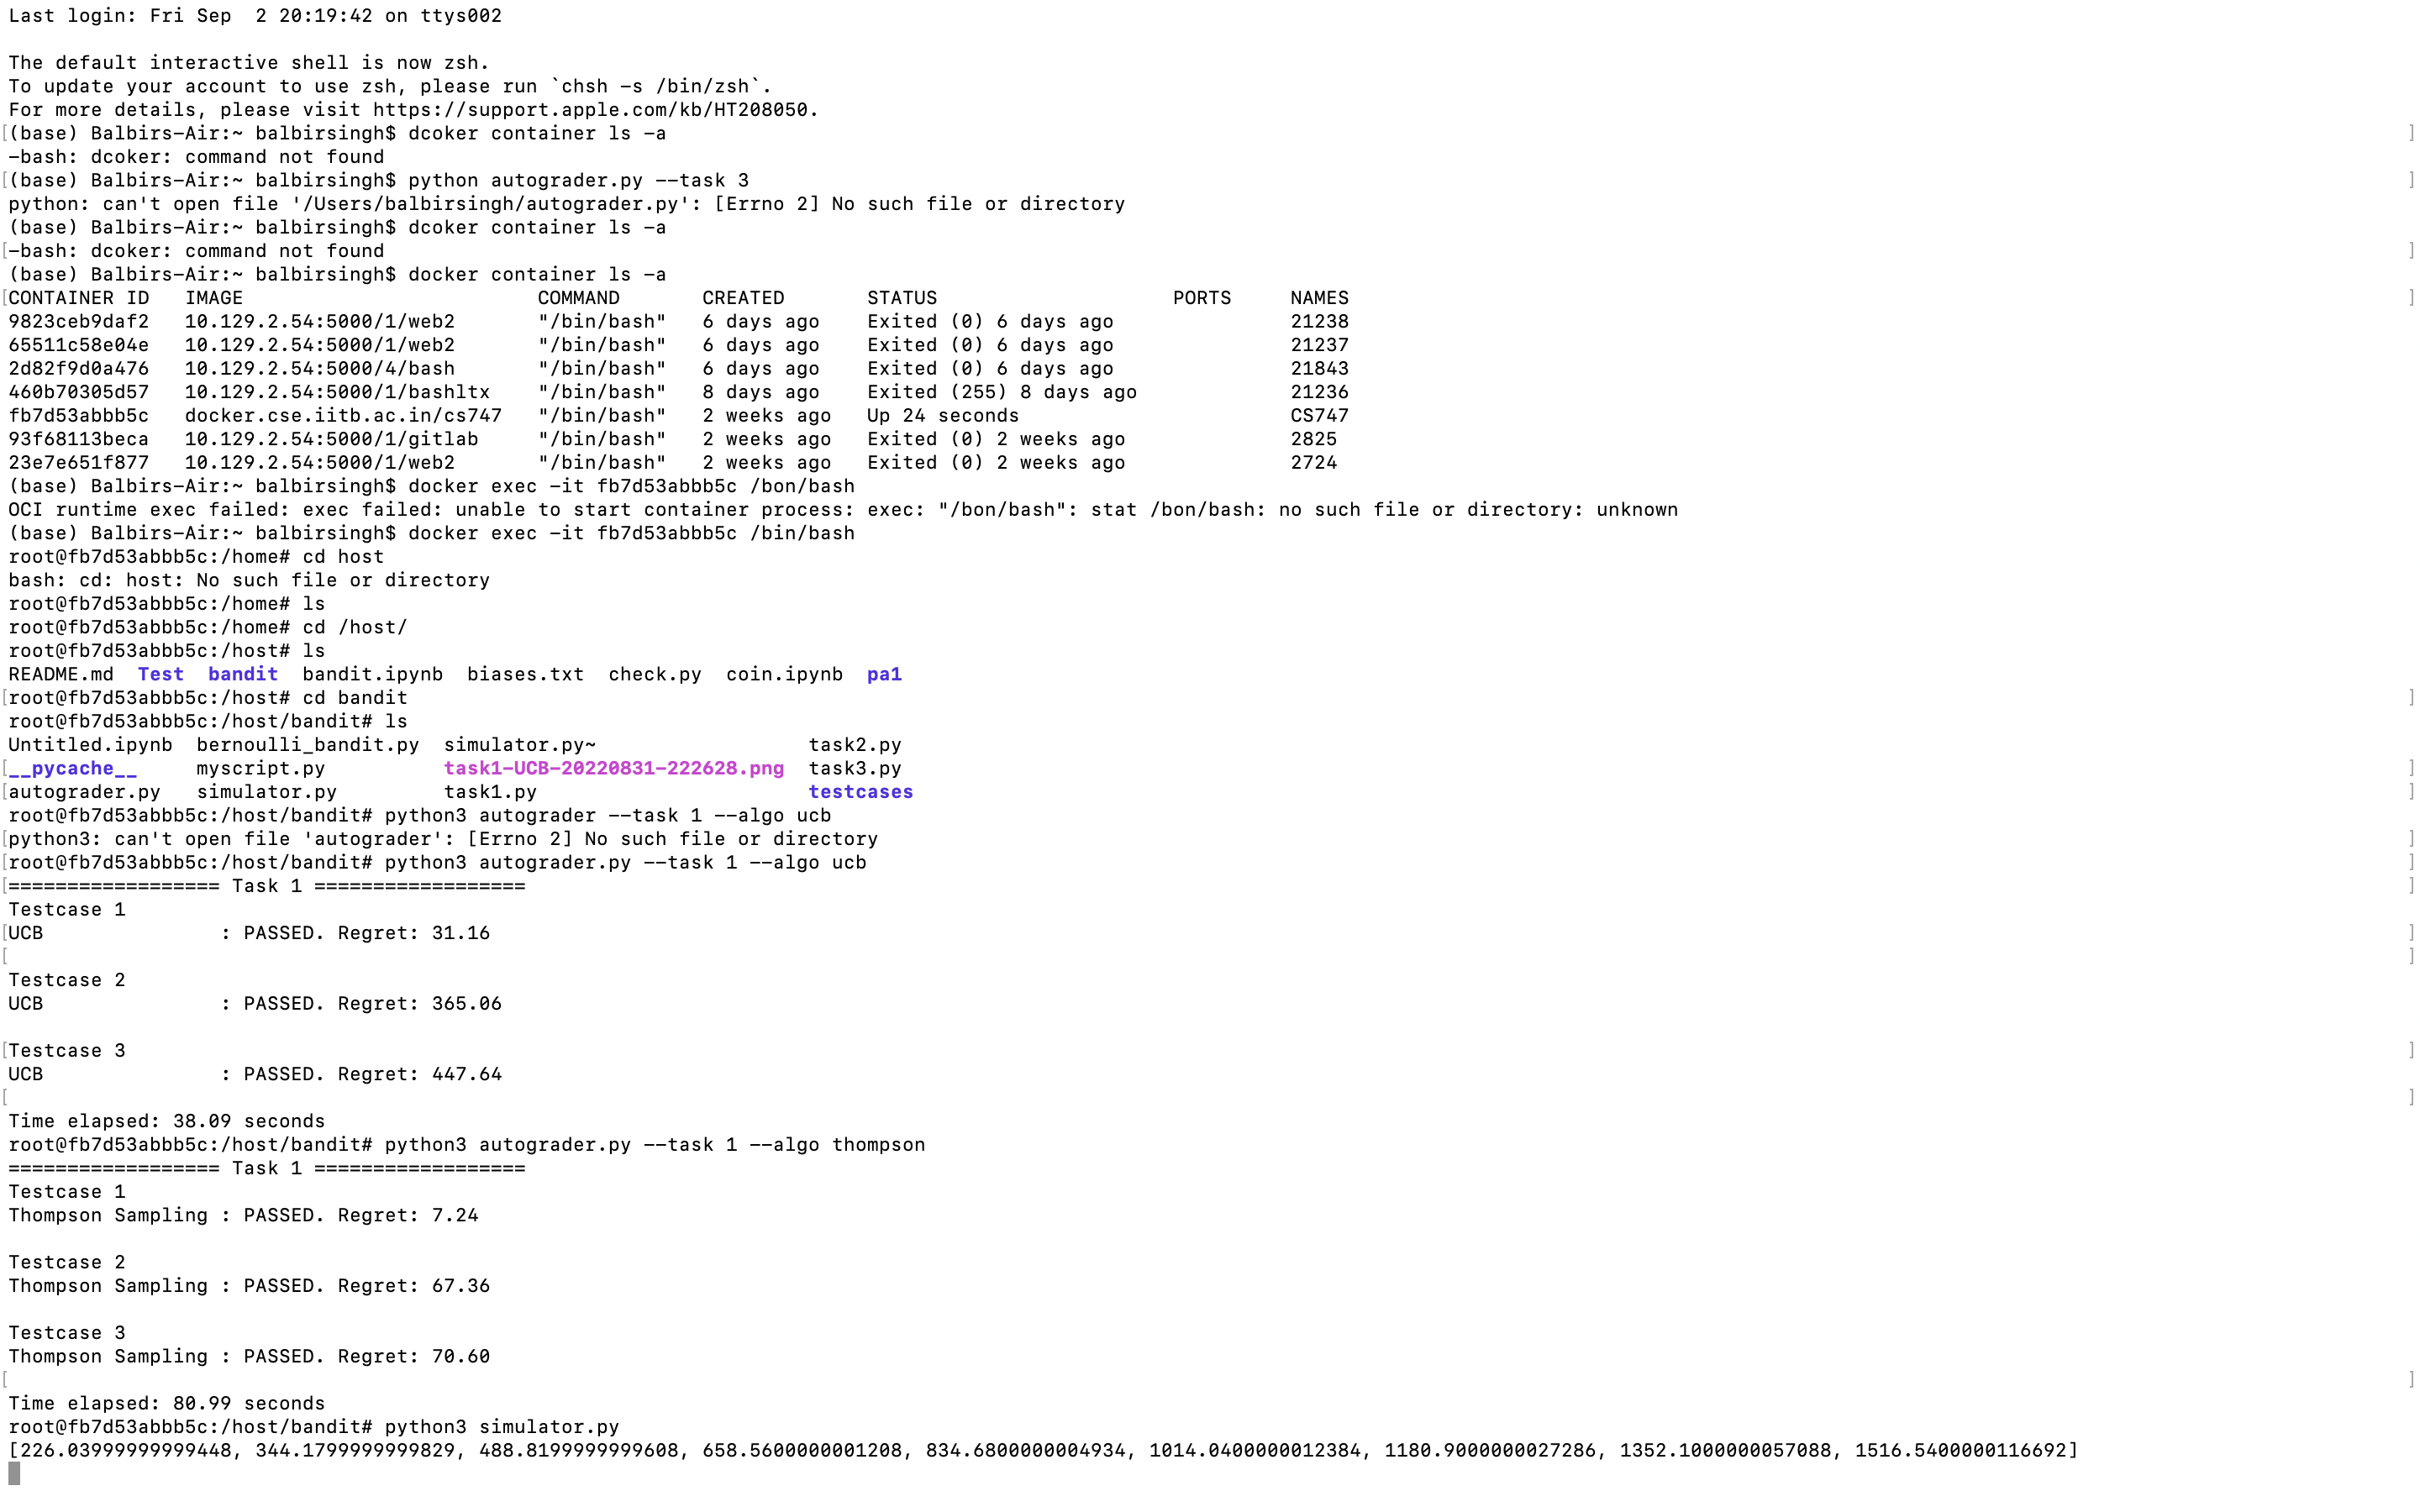 Last login: Fri Sep  2 20:19:42 on ttys002
The default interactive shell is now zsh.
To update your account to use zsh, please run `chsh -s /bin/zsh`.
For more details, please visit https://support.apple.com/kb/HT208050.
[(base) Balbirs-Air:~ balbirsingh$ dcoker container ls -a ]
-bash: dcoker: command not found
[(base) Balbirs-Air:~ balbirsingh$ python autograder.py --task 3 ]
python: can't open file '/Users/balbirsingh/autograder.py': [Errno 2] No such file or directory
(base) Balbirs-Air:~ balbirsingh$ dcoker container ls -a
[-bash: dcoker: command not found ]
(base) Balbirs-Air:~ balbirsingh$ docker container ls -a
[CONTAINER ID   IMAGE                         COMMAND       CREATED       STATUS                    PORTS     NAMES ]
9823ceb9daf2   10.129.2.54:5000/1/web2       "/bin/bash"   6 days ago    Exited (0) 6 days ago               21238
65511c58e04e   10.129.2.54:5000/1/web2       "/bin/bash"   6 days ago    Exited (0) 6 days ago               21237
2d82f9d0a476   10.129.2.54:5000/4/bash       "/bin/bash"   6 days ago    Exited (0) 6 days ago               21843
460b70305d57   10.129.2.54:5000/1/bashltx    "/bin/bash"   8 days ago    Exited (255) 8 days ago             21236
fb7d53abbb5c   docker.cse.iitb.ac.in/cs747   "/bin/bash"   2 weeks ago   Up 24 seconds                       CS747
93f68113beca   10.129.2.54:5000/1/gitlab     "/bin/bash"   2 weeks ago   Exited (0) 2 weeks ago              2825
23e7e651f877   10.129.2.54:5000/1/web2       "/bin/bash"   2 weeks ago   Exited (0) 2 weeks ago              2724
(base) Balbirs-Air:~ balbirsingh$ docker exec -it fb7d53abbb5c /bon/bash
OCI runtime exec failed: exec failed: unable to start container process: exec: "/bon/bash": stat /bon/bash: no such file or directory: unknown
(base) Balbirs-Air:~ balbirsingh$ docker exec -it fb7d53abbb5c /bin/bash
root@fb7d53abbb5c:/home# cd host
bash: cd: host: No such file or directory
root@fb7d53abbb5c:/home# ls
root@fb7d53abbb5c:/home# cd /host/
root@fb7d53abbb5c:/host# ls
README.md  Test  bandit  bandit.ipynb  biases.txt  check.py  coin.ipynb  pa1
[root@fb7d53abbb5c:/host# cd bandit ]
root@fb7d53abbb5c:/host/bandit# ls
Untitled.ipynb  bernoulli_bandit.py  simulator.py~                  task2.py
[__pycache__     myscript.py          task1-UCB-20220831-222628.png  task3.py ]
[autograder.py   simulator.py         task1.py                       testcases ]
root@fb7d53abbb5c:/host/bandit# python3 autograder --task 1 --algo ucb
[python3: can't open file 'autograder': [Errno 2] No such file or directory ]
[root@fb7d53abbb5c:/host/bandit# python3 autograder.py --task 1 --algo ucb ]
[================== Task 1 ================== ]
Testcase 1
[UCB               : PASSED. Regret: 31.16 ]
[ ]
Testcase 2
UCB               : PASSED. Regret: 365.06
[Testcase 3 ]
UCB               : PASSED. Regret: 447.64
[ ]
Time elapsed: 38.09 seconds
root@fb7d53abbb5c:/host/bandit# python3 autograder.py --task 1 --algo thompson
================== Task 1 ==================
Testcase 1
Thompson Sampling : PASSED. Regret: 7.24
Testcase 2
Thompson Sampling : PASSED. Regret: 67.36
Testcase 3
Thompson Sampling : PASSED. Regret: 70.60
[ ]
Time elapsed: 80.99 seconds
root@fb7d53abbb5c:/host/bandit# python3 simulator.py
[226.03999999999448, 344.1799999999829, 488.8199999999608, 658.5600000001208, 834.6800000004934, 1014.0400000012384, 1180.9000000027286, 1352.1000000057088, 1516.5400000116692]